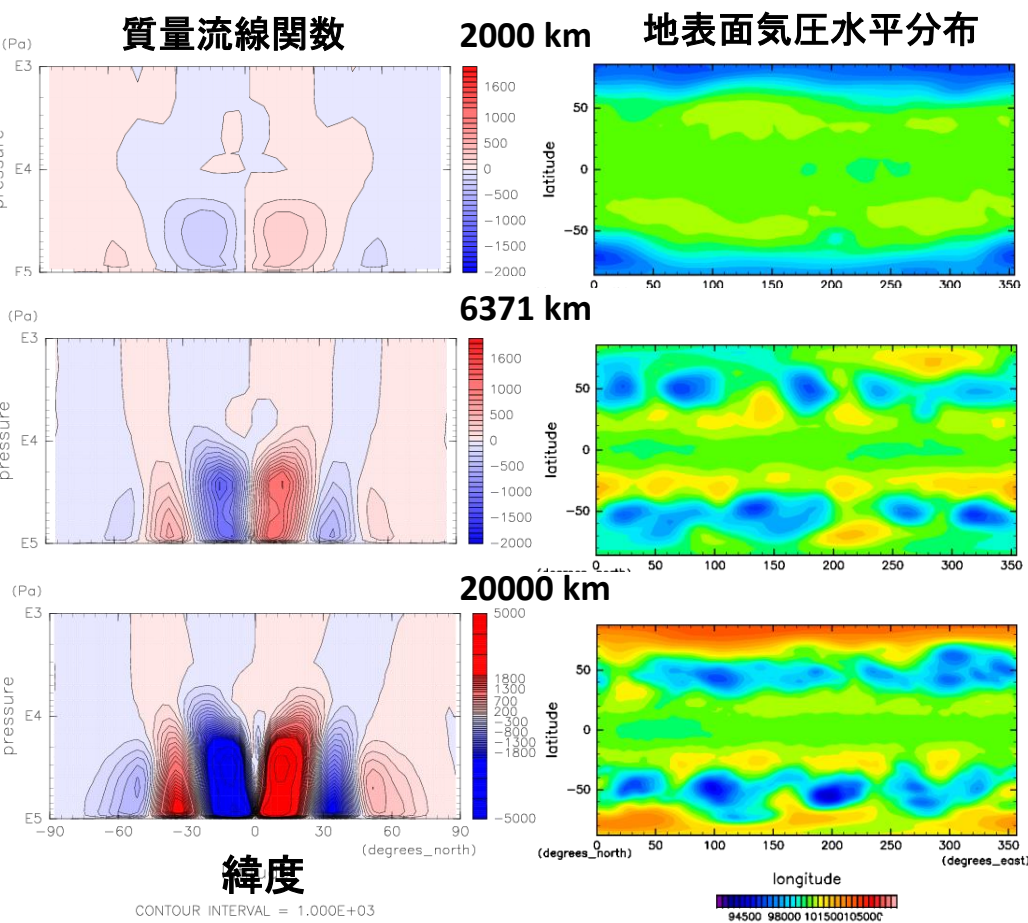 質量流線関数
2000 km
地表面気圧水平分布
(Pa)
E3
E4
E5
pressure
1600
1000
500
0
−500
−1000
−1500
−2000
latitude
50
0
−50
0 50 100 150 200 250 300 350
6371 km
(Pa)
E3
E4
E5
pressure
1600
1000
500
0
−500
−1000
−1500
−2000
latitude
50
0
−50
0 50 100 150 200 250 300 350
20000 km
(Pa)
E3
E4
E5
pressure
−90 −60 −30 0 30 60 90
(degrees_north)
5000
1800
1300
700
200
−300
−800
−1300
−1800
−5000
latitude
50
0
−50
0 50 100 150 200 250 300 350
(degrees_north)
(degrees_east)
緯度
longitude
CONTOUR INTERVAL = 1.000E+03
94500 98000 101500105000